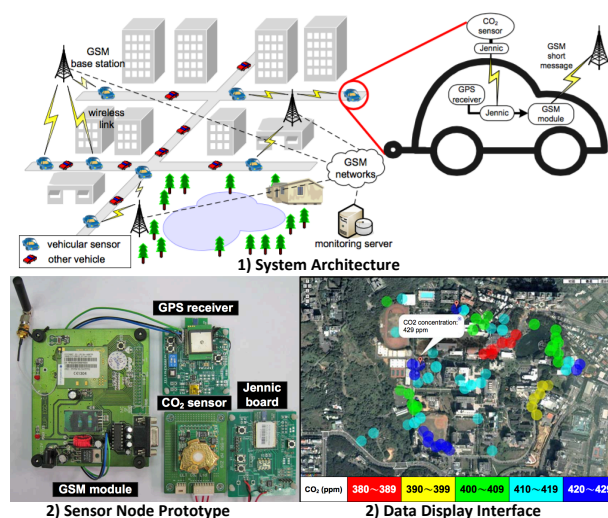 GSM
base station
wireless
link
GSM
networks
monitoring server
vehicular sensor
other vehicle
CO₂
sensor
Jennic
GSM
short
message
GPS
receiver
Jennic
GSM
module
1) System Architecture
GPS receiver
CO₂ sensor
Jennic
board
GSM module
2) Sensor Node Prototype
CO2 concentration:
429 ppm
CO₂ (ppm) 380～389 390～399 400～409 410～419 420～429
2) Data Display Interface